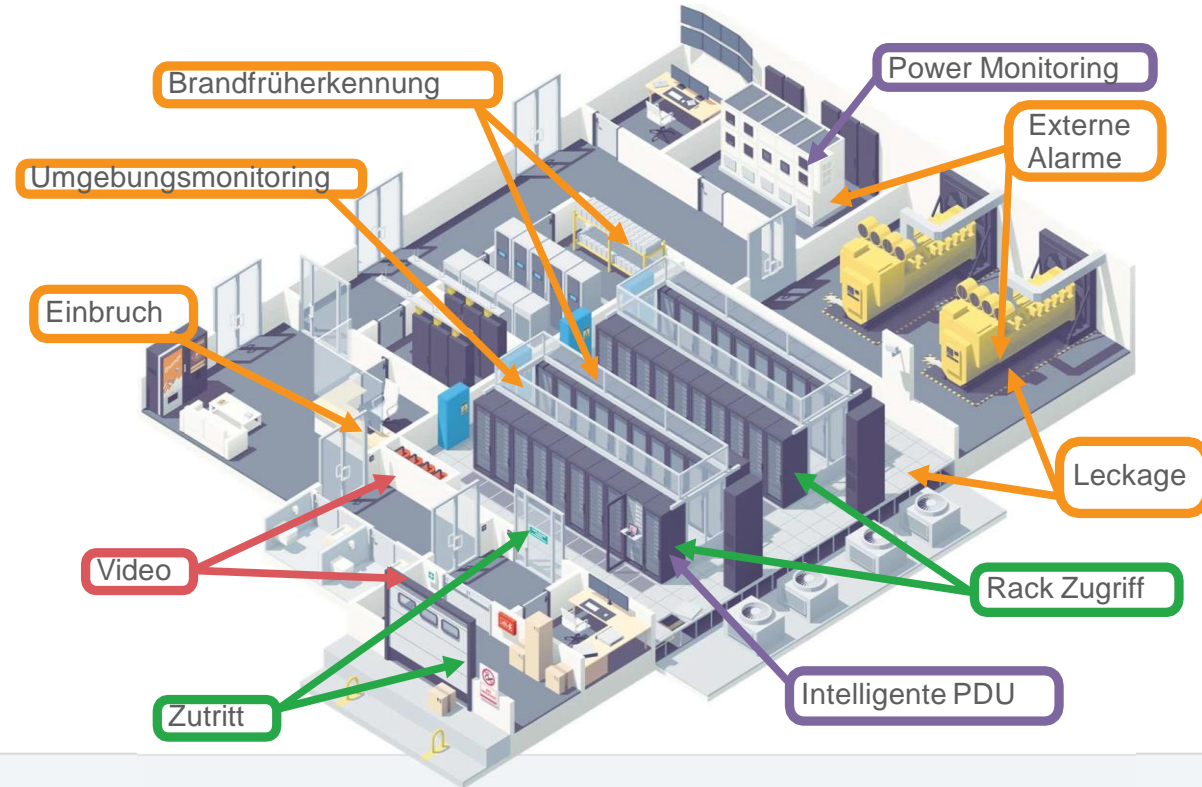 Power Monitoring
Brandfrüherkennung
Externe
Alarme
Umgebungsmonitoring
Einbruch
Leckage
Video
Rack Zugriff
Intelligente PDU
Zutritt